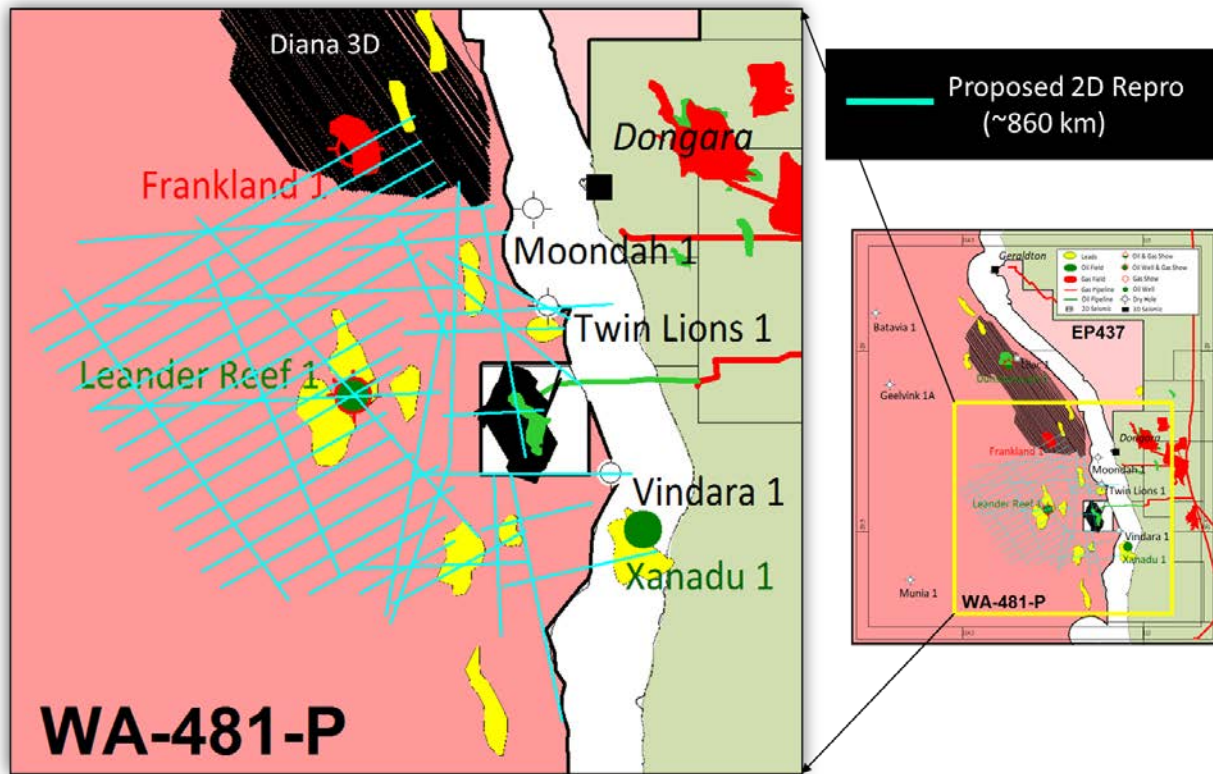 Diana 3D
Dongara
Frankland 1
Moondah 1
Twin Lions 1
Leander Reef 1
Vindara 1
Xanadu 1
WA-481-P
Proposed 2D Repro
(~860 km)
Geraldton
Leads
Oil Field
Gas Field
Gas Pipeline
Oil Pipeline
2D Seismic
Oil & Gas Show
Oil Well & Gas Show
Gas Show
Oil Well
Dry Hole
3D Seismic
EP437
Batavia 1
Geelvink 1A
Frankland 1
Dongara
Moondah 1
Twin Lions 1
Leander Reef 1
Vindara 1
Xanadu 1
Munia 1
WA-481-P